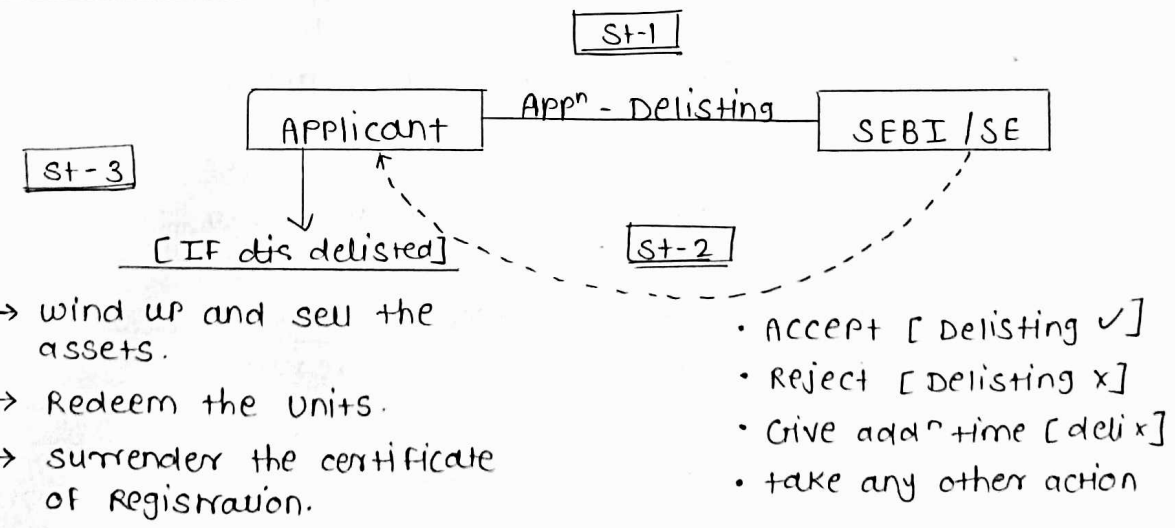 St-1
APPlicant
Appⁿ - Delisting
SEBI / SE
St-3
[IF dis delisted]
St-2
→ wind up and sell the
assets.
→ Redeem the units.
→ surrender the certificate
of Registration.
• Accept [Delisting ✓]
• Reject [Delisting x]
• Give addⁿ time [deli x]
• take any other action